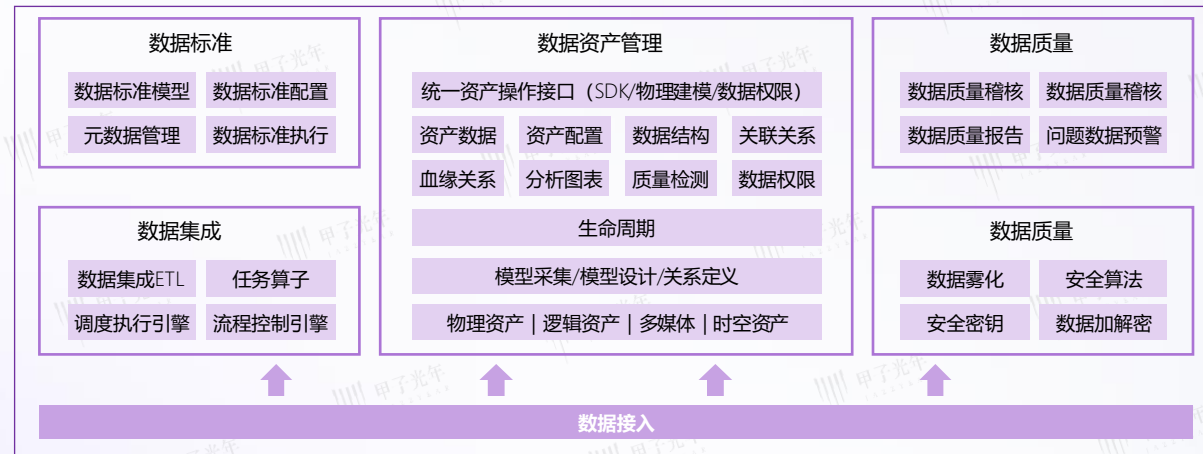 数据标准
数据标准模型 数据标准配置
元数据管理 数据标准执行
数据资产管理
统一资产操作接口（SDK/物理建模/数据权限）
资产数据 资产配置 数据结构 关联关系
血缘关系 分析图表 质量检测 数据权限
生命周期
模型采集/模型设计/关系定义
物理资产 | 逻辑资产 | 多媒体 | 时空资产
数据质量
数据质量稽核 数据质量稽核
数据质量报告 问题数据预警
数据集成
数据集成ETL 任务算子
调度执行引擎 流程控制引擎
数据质量
数据雾化 安全算法
安全密钥 数据加解密
数据接入
甲子光年